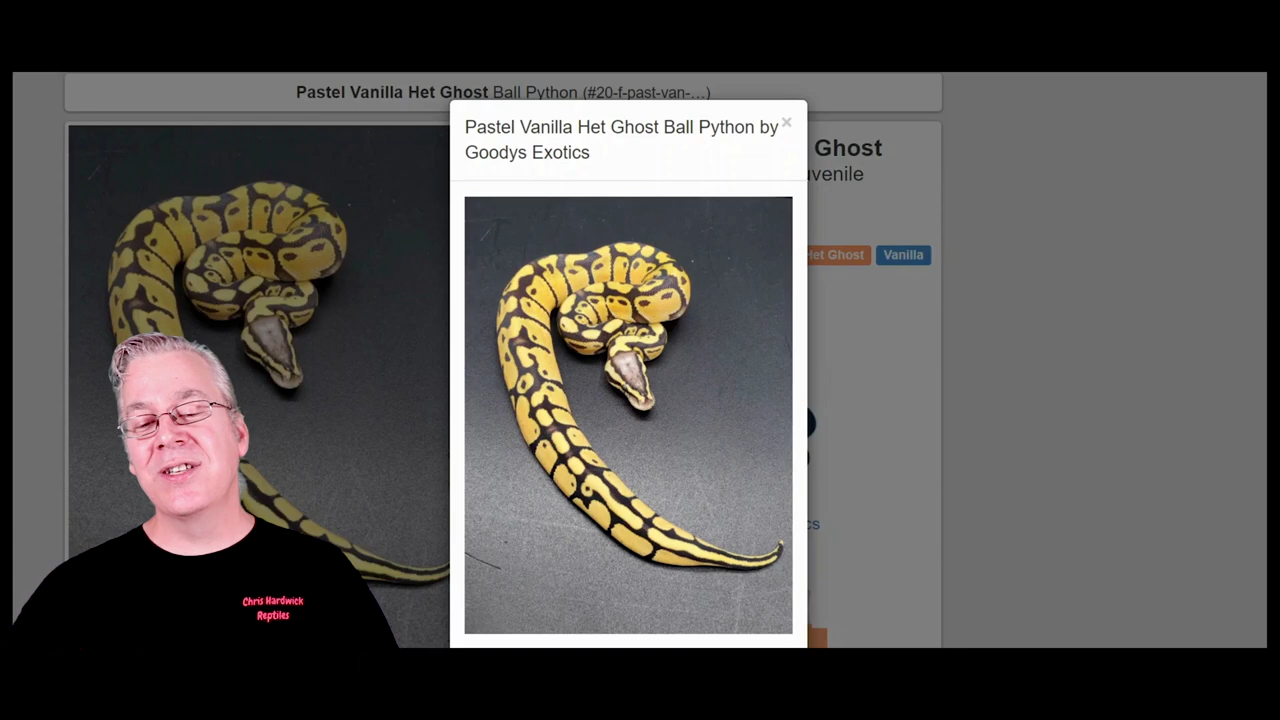 Pastel Vanilla Het Ghost Ball Python (#20-f-past-van-...)
Pastel Vanilla Het Ghost Ball Python by
Goodys Exotics
×
Ghost
Het Ghost
Vanilla
Chris Hardwick
Reptiles